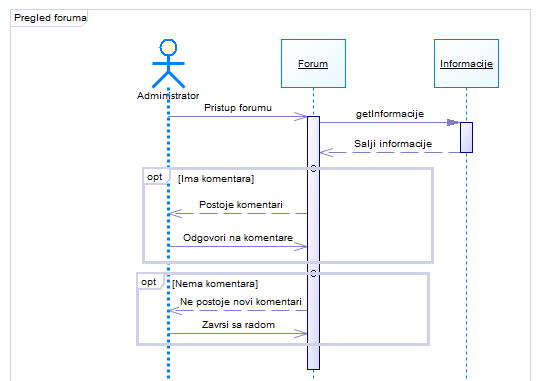 Pregled foruma
Forum
Informacije
Administrator
Pristup forumu
getInformacije
Salji informacije
opt
[Ima komentara]
Postoje komentari
Odgovori na komentare
opt
[Nema komentara]
Ne postoje novi komentari
Zavrsi sa radom